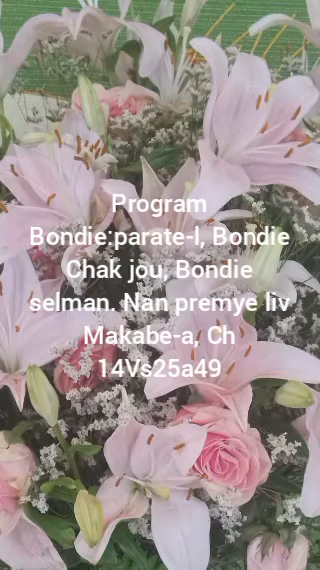 Program
Bondie:parate-l, Bondie
Chak jou, Bondie
selman. Nan premye liv
Makabe-a, Ch
14Vs25a49